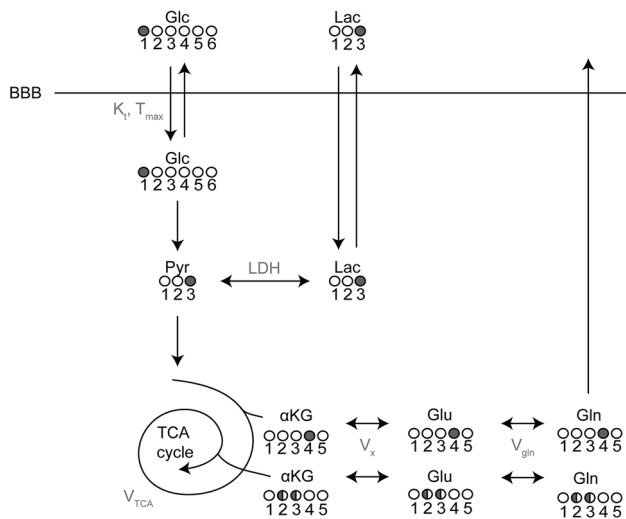 Glc
1 2 3 4 5 6
Lac
1 2 3
BBB
Kt, Tmax
Glc
1 2 3 4 5 6
Pyr
1 2 3
LDH
Lac
1 2 3
TCA
cycle
VTCA
αKG
1 2 3 4 5
Vx
Glu
1 2 3 4 5
Vgln
Gln
1 2 3 4 5
αKG
1 2 3 4 5
Glu
1 2 3 4 5
Gln
1 2 3 4 5